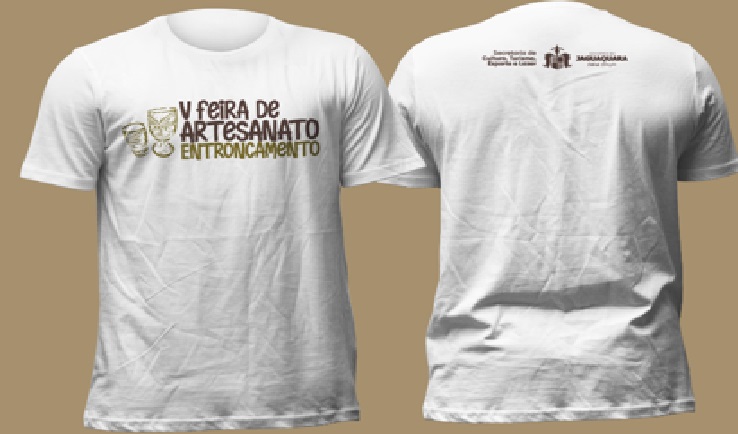 V FEIRA DE
ARTESANATO
ENTRONCAMENTO
Secretaria de
Cultura, Turismo,
Esporte e Lazer
JAGUAQUARA